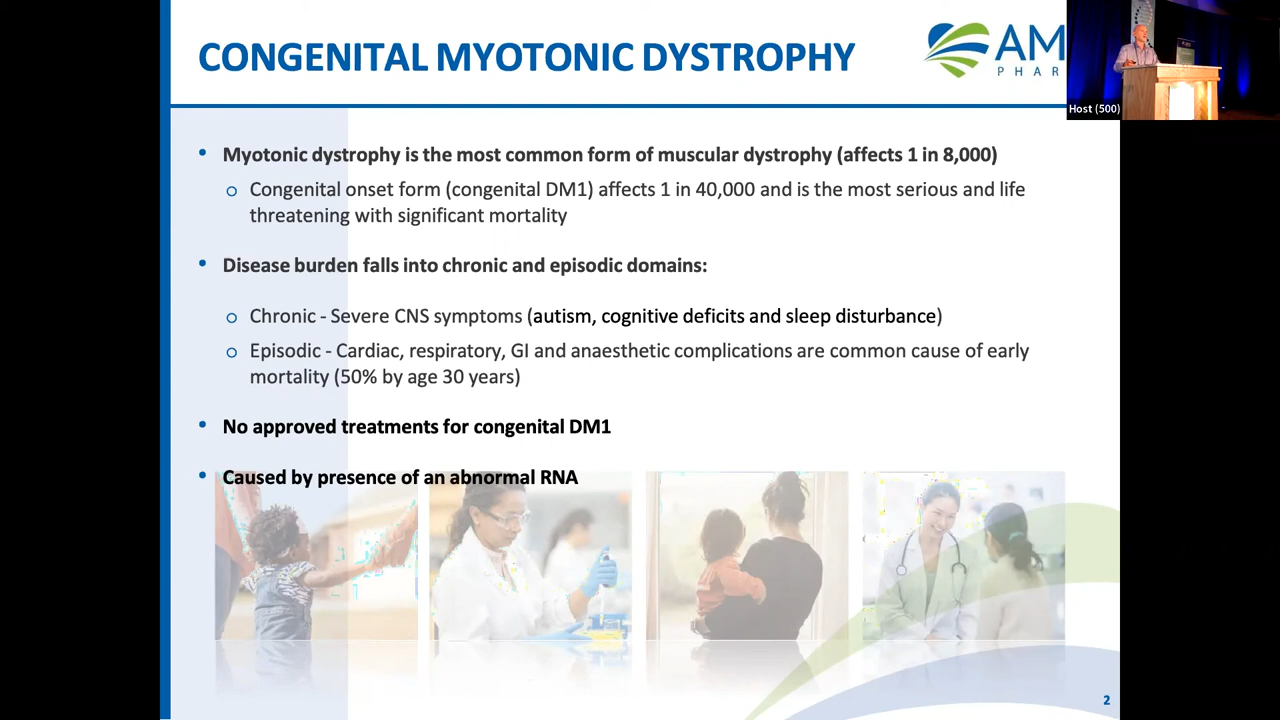 CONGENITAL MYOTONIC DYSTROPHY
AM
PHAR
Host (500)
• Myotonic dystrophy is the most common form of muscular dystrophy (affects 1 in 8,000)
o Congenital onset form (congenital DM1) affects 1 in 40,000 and is the most serious and life
threatening with significant mortality
• Disease burden falls into chronic and episodic domains:
o Chronic - Severe CNS symptoms (autism, cognitive deficits and sleep disturbance)
o Episodic - Cardiac, respiratory, GI and anaesthetic complications are common cause of early
mortality (50% by age 30 years)
• No approved treatments for congenital DM1
• Caused by presence of an abnormal RNA
2